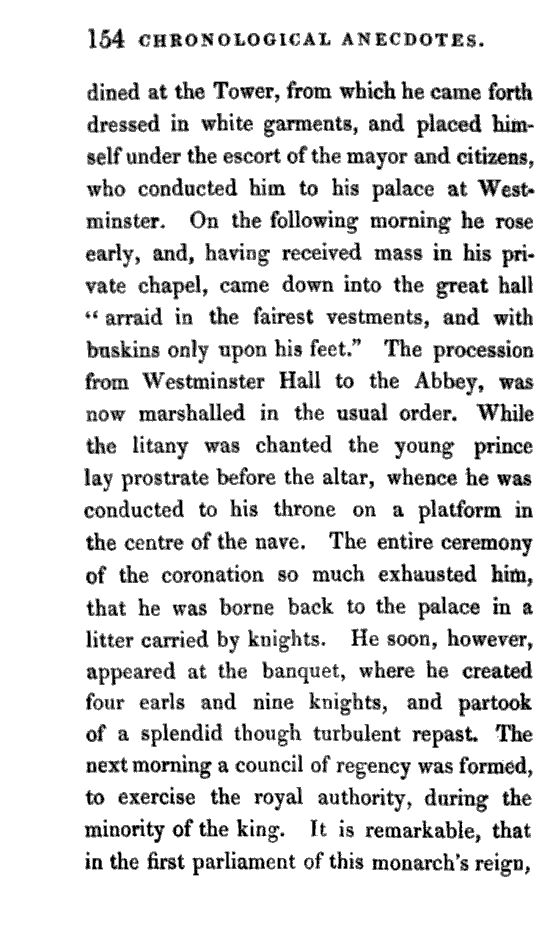 154 CHRONOLOGICAL ANECDOTES.
dined at the Tower, from which he came forth
dressed in white garments, and placed him-
self under the escort of the mayor and citizens,
who conducted him to his palace at West-
minster. On the following morning he rose
early, and, having received mass in his pri-
vate chapel, came down into the great hall
“ arraid in the fairest vestments, and with
buskins only upon his feet.” The procession
from Westminster Hall to the Abbey, was
now marshalled in the usual order. While
the litany was chanted the young prince
lay prostrate before the altar, whence he was
conducted to his throne on a platform in
the centre of the nave. The entire ceremony
of the coronation so much exhausted him,
that he was borne back to the palace in a
litter carried by knights. He soon, however,
appeared at the banquet, where he created
four earls and nine knights, and partook
of a splendid though turbulent repast. The
next morning a council of regency was formed,
to exercise the royal authority, during the
minority of the king. It is remarkable, that
in the first parliament of this monarch’s reign,